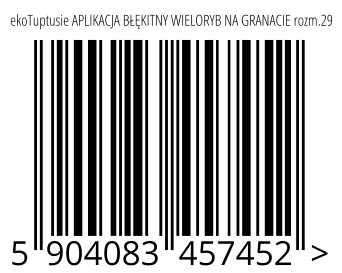 ekoTuptusie APLIKACJA BŁĘKITNY WIELORYB NA GRANACIE rozm.29
5 904083 457452 >